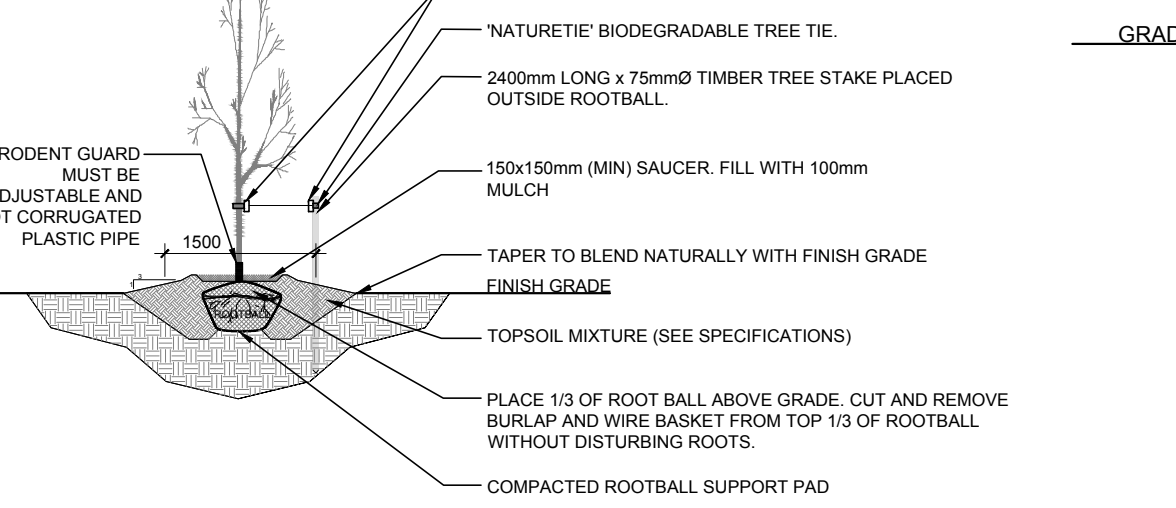 'NATURETIE' BIODEGRADABLE TREE TIE.
GRAD
2400mm LONG x 75mmØ TIMBER TREE STAKE PLACED
OUTSIDE ROOTBALL.
RODENT GUARD
MUST BE
DJUSTABLE AND
OT CORRUGATED
PLASTIC PIPE
150x150mm (MIN) SAUCER. FILL WITH 100mm
MULCH
1500
3
1
TAPER TO BLEND NATURALLY WITH FINISH GRADE
FINISH GRADE
ROOTBALL
TOPSOIL MIXTURE (SEE SPECIFICATIONS)
PLACE 1/3 OF ROOT BALL ABOVE GRADE. CUT AND REMOVE
BURLAP AND WIRE BASKET FROM TOP 1/3 OF ROOTBALL
WITHOUT DISTURBING ROOTS.
COMPACTED ROOTBALL SUPPORT PAD